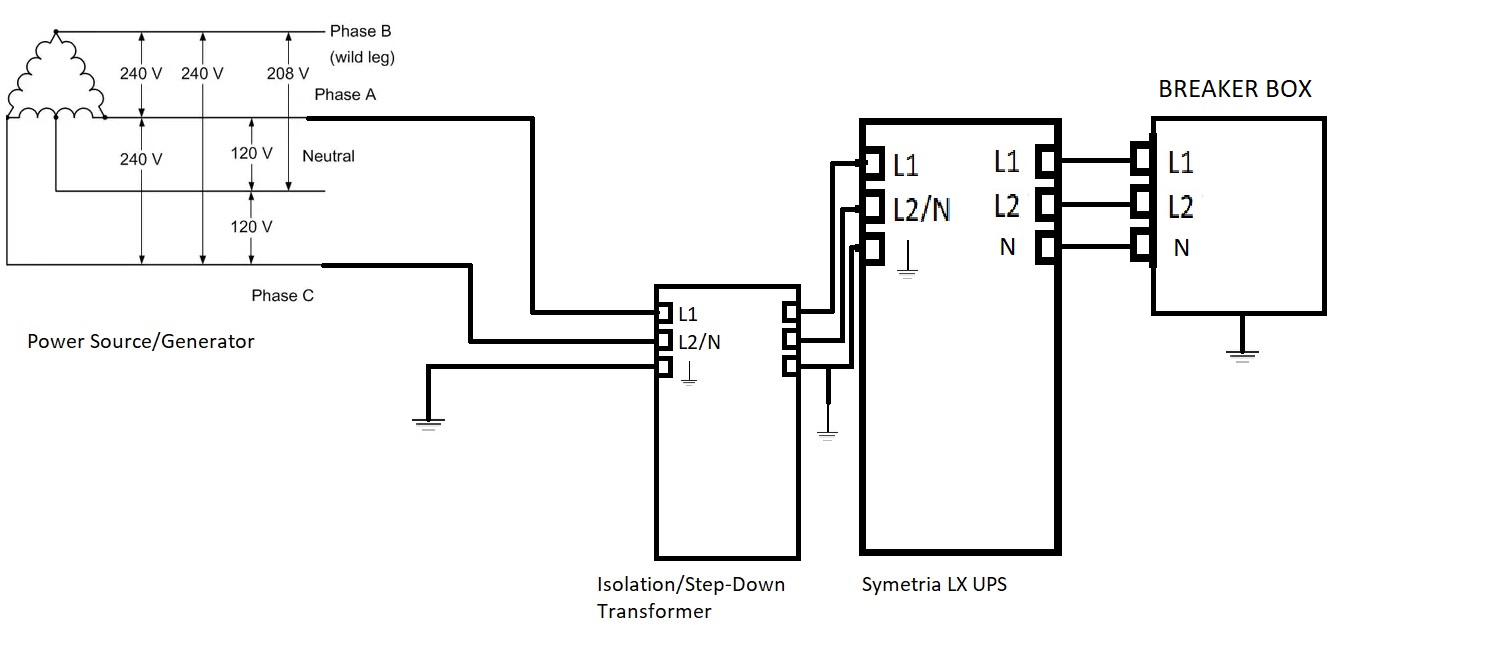 Phase B
(wild leg)
240 V
240 V
208 V
Phase A
240 V
120 V
Neutral
120 V
Phase C
Power Source/Generator
L1
L2/N
Isolation/Step-Down
Transformer
L1
L2/N
L1
L2
N
Symetria LX UPS
BREAKER BOX
L1
L2
N